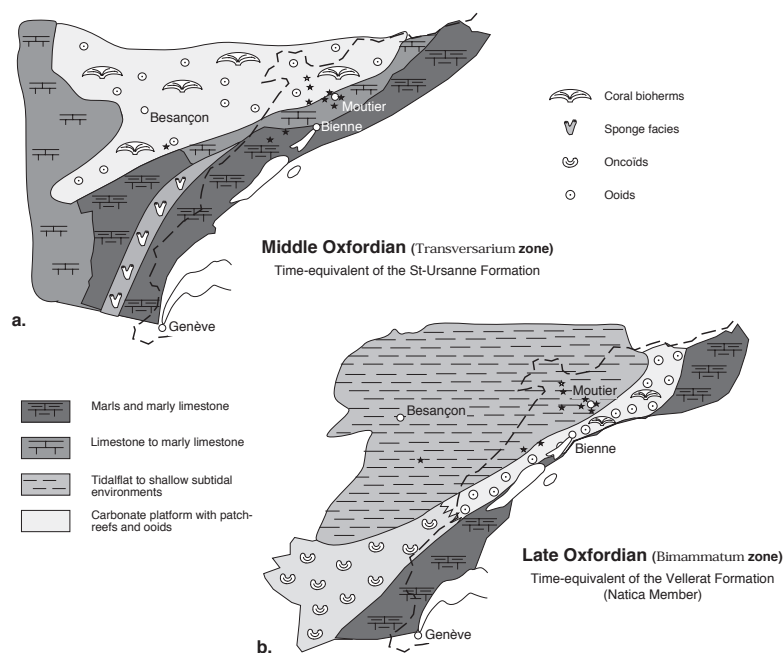 Besançon
Moutier
Bienne
Coral bioherms
Sponge facies
Oncoïds
Ooids
Middle Oxfordian (Transversarium zone)
Time-equivalent of the St-Ursanne Formation
a.
Genève
Marls and marly limestone
Limestone to marly limestone
Tidalflat to shallow subtidal
environments
Carbonate platform with patch-
reefs and ooids
Moutier
Besançon
Bienne
Late Oxfordian (Bimammatum zone)
Time-equivalent of the Vellerat Formation
(Natica Member)
Genève
b.